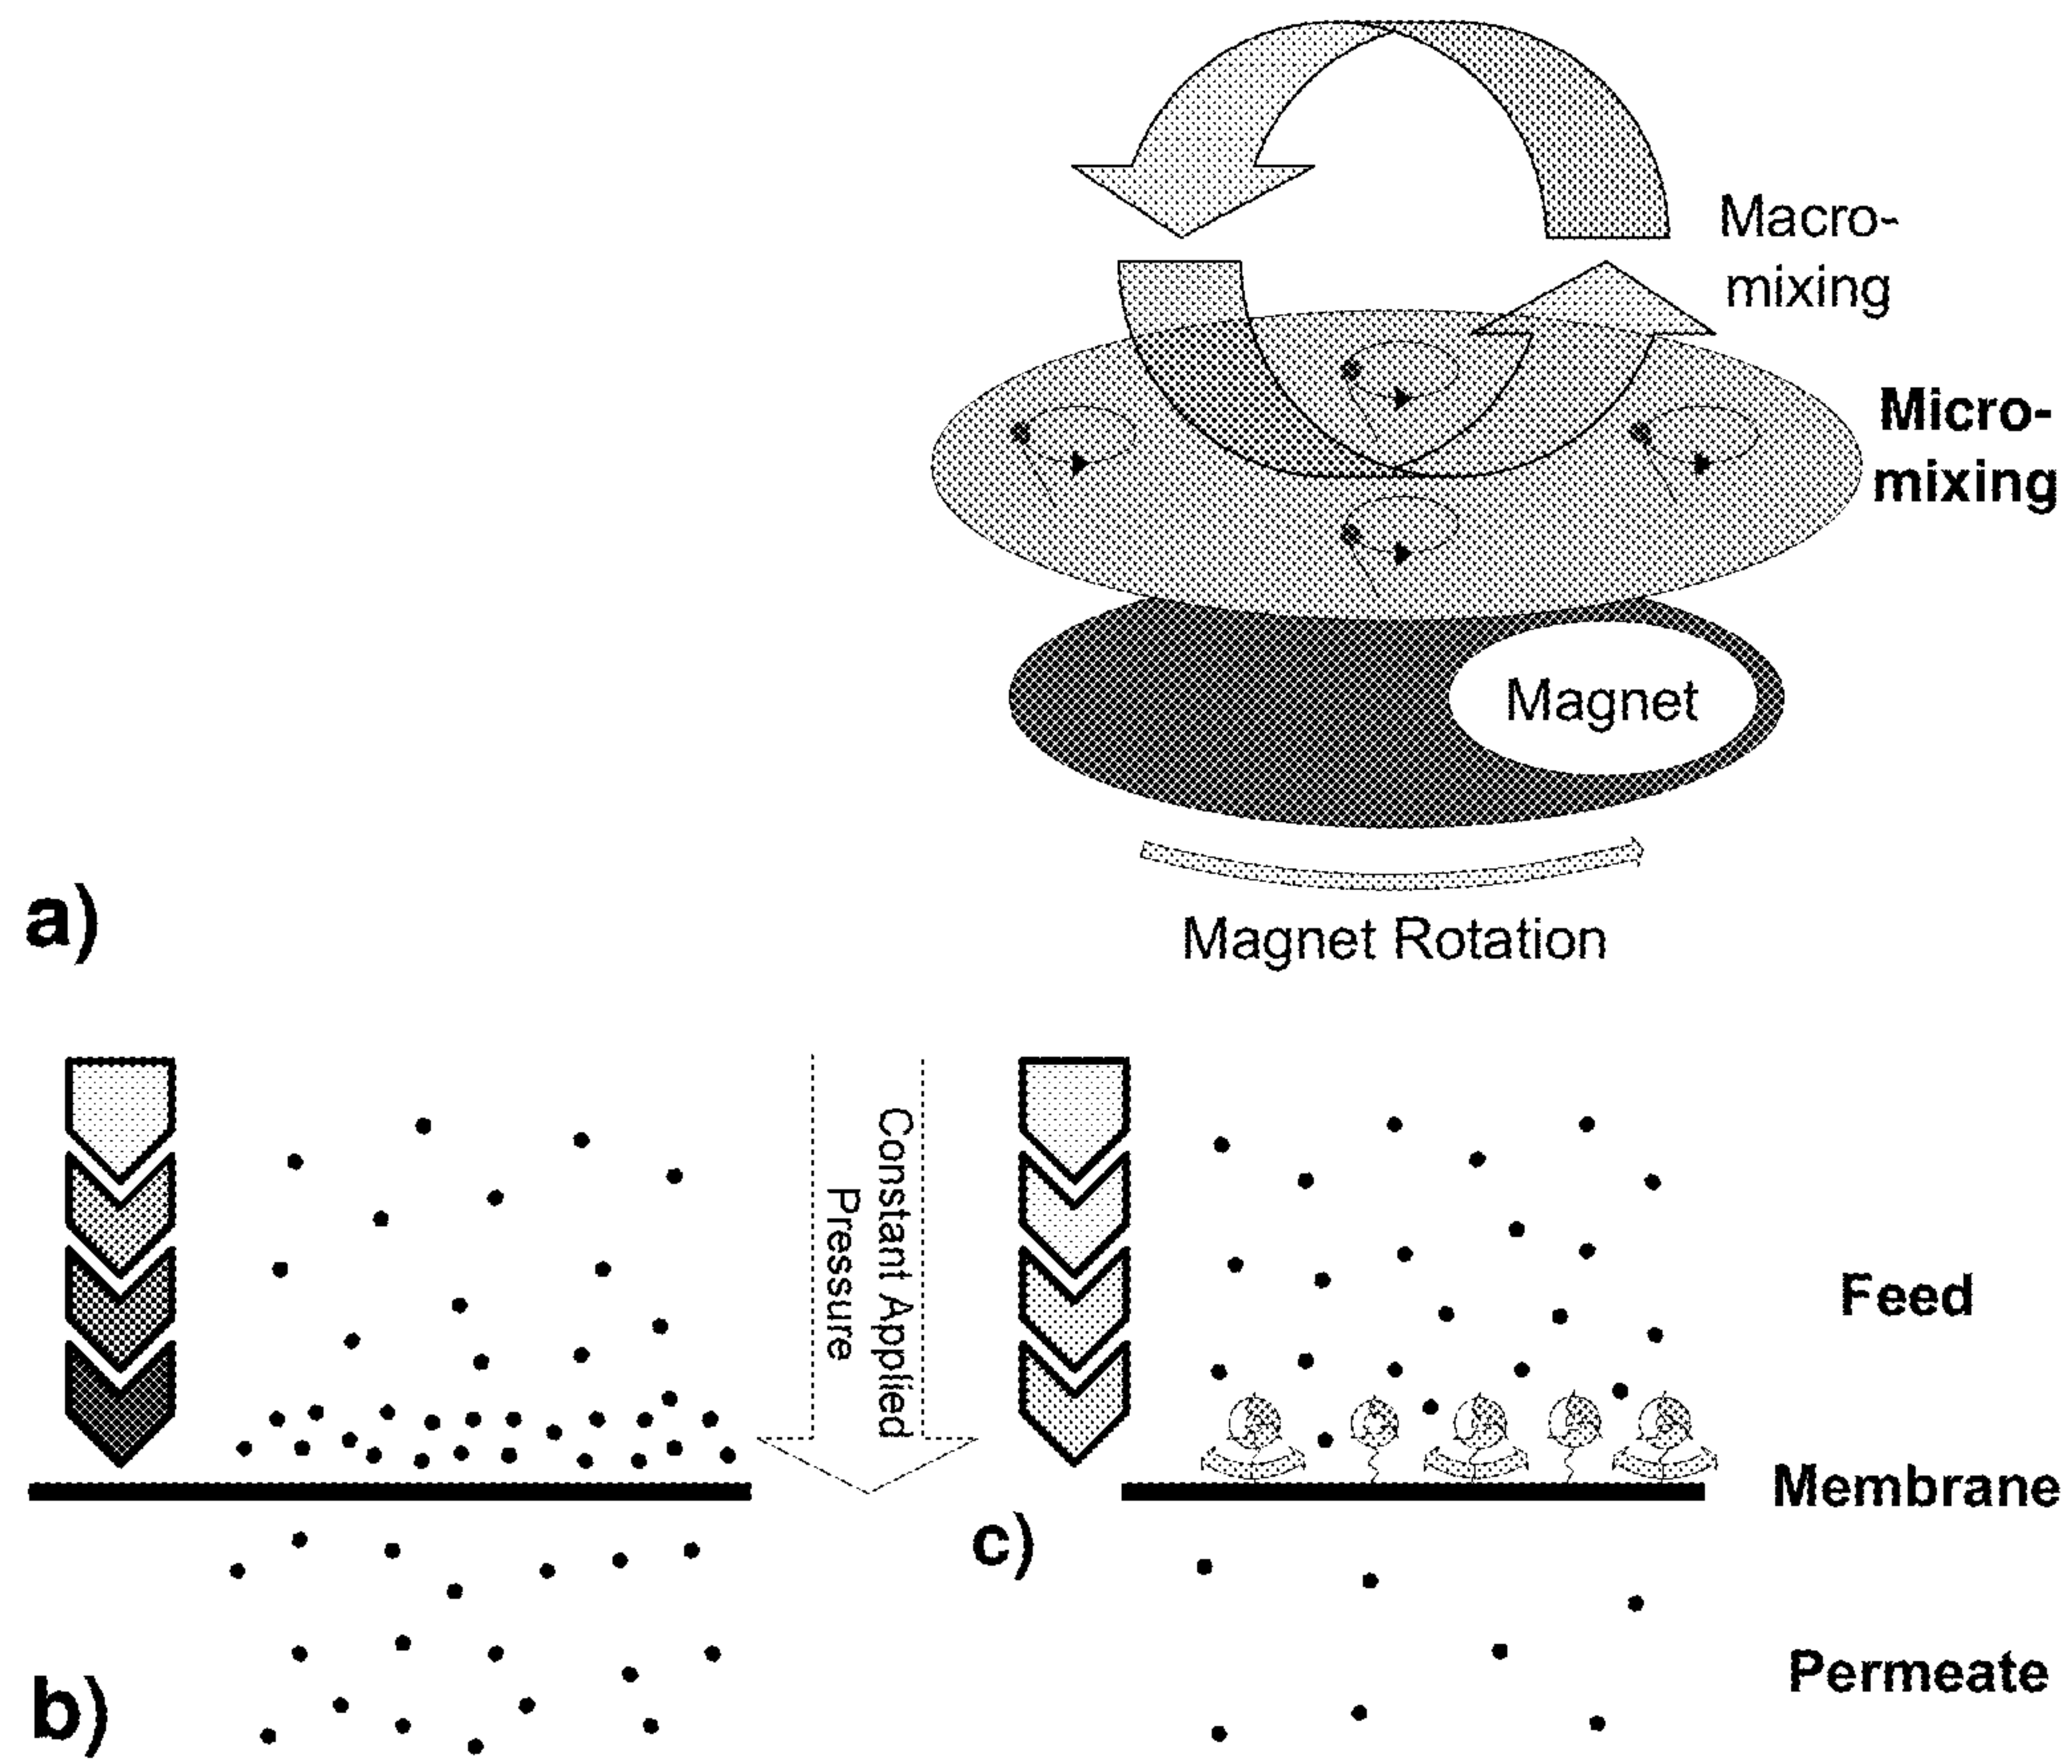 Macro-
mixing
Micro-
mixing
Magnet
a)
Magnet Rotation
Constant Applied
Pressure
Feed
Membrane
c)
Permeate
b)